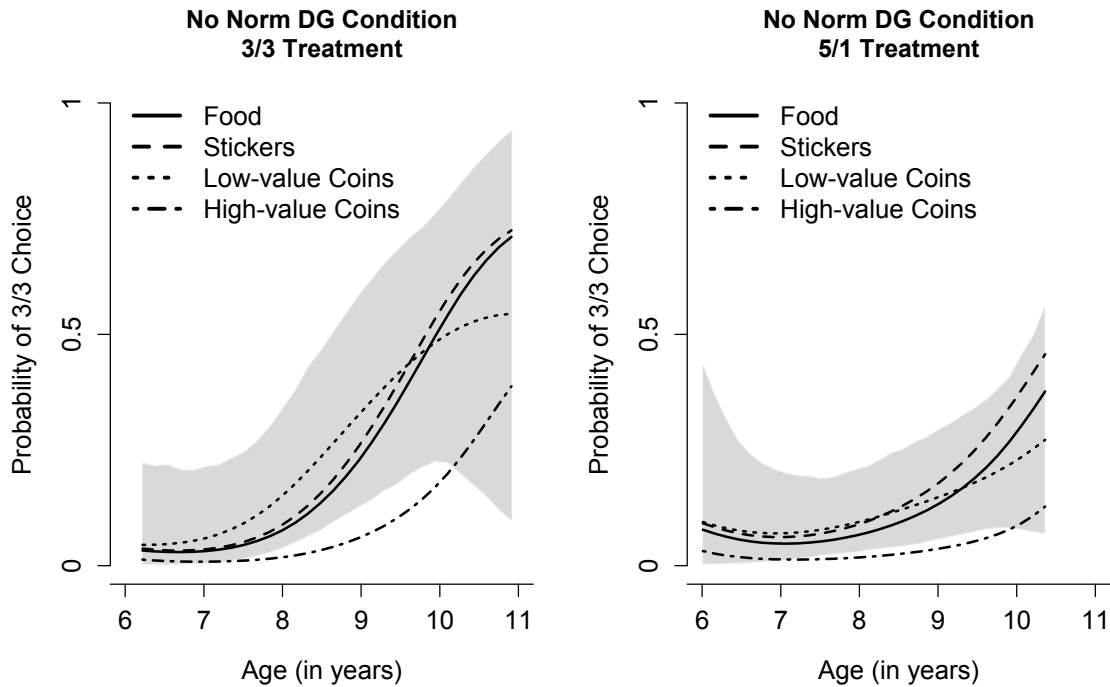 No Norm DG Condition
3/3 Treatment
1
0.5
0
Probability of 3/3 Choice
Food
Stickers
Low-value Coins
High-value Coins
6 7 8 9 10 11
Age (in years)
No Norm DG Condition
5/1 Treatment
1
0.5
0
Probability of 3/3 Choice
Food
Stickers
Low-value Coins
High-value Coins
6 7 8 9 10 11
Age (in years)